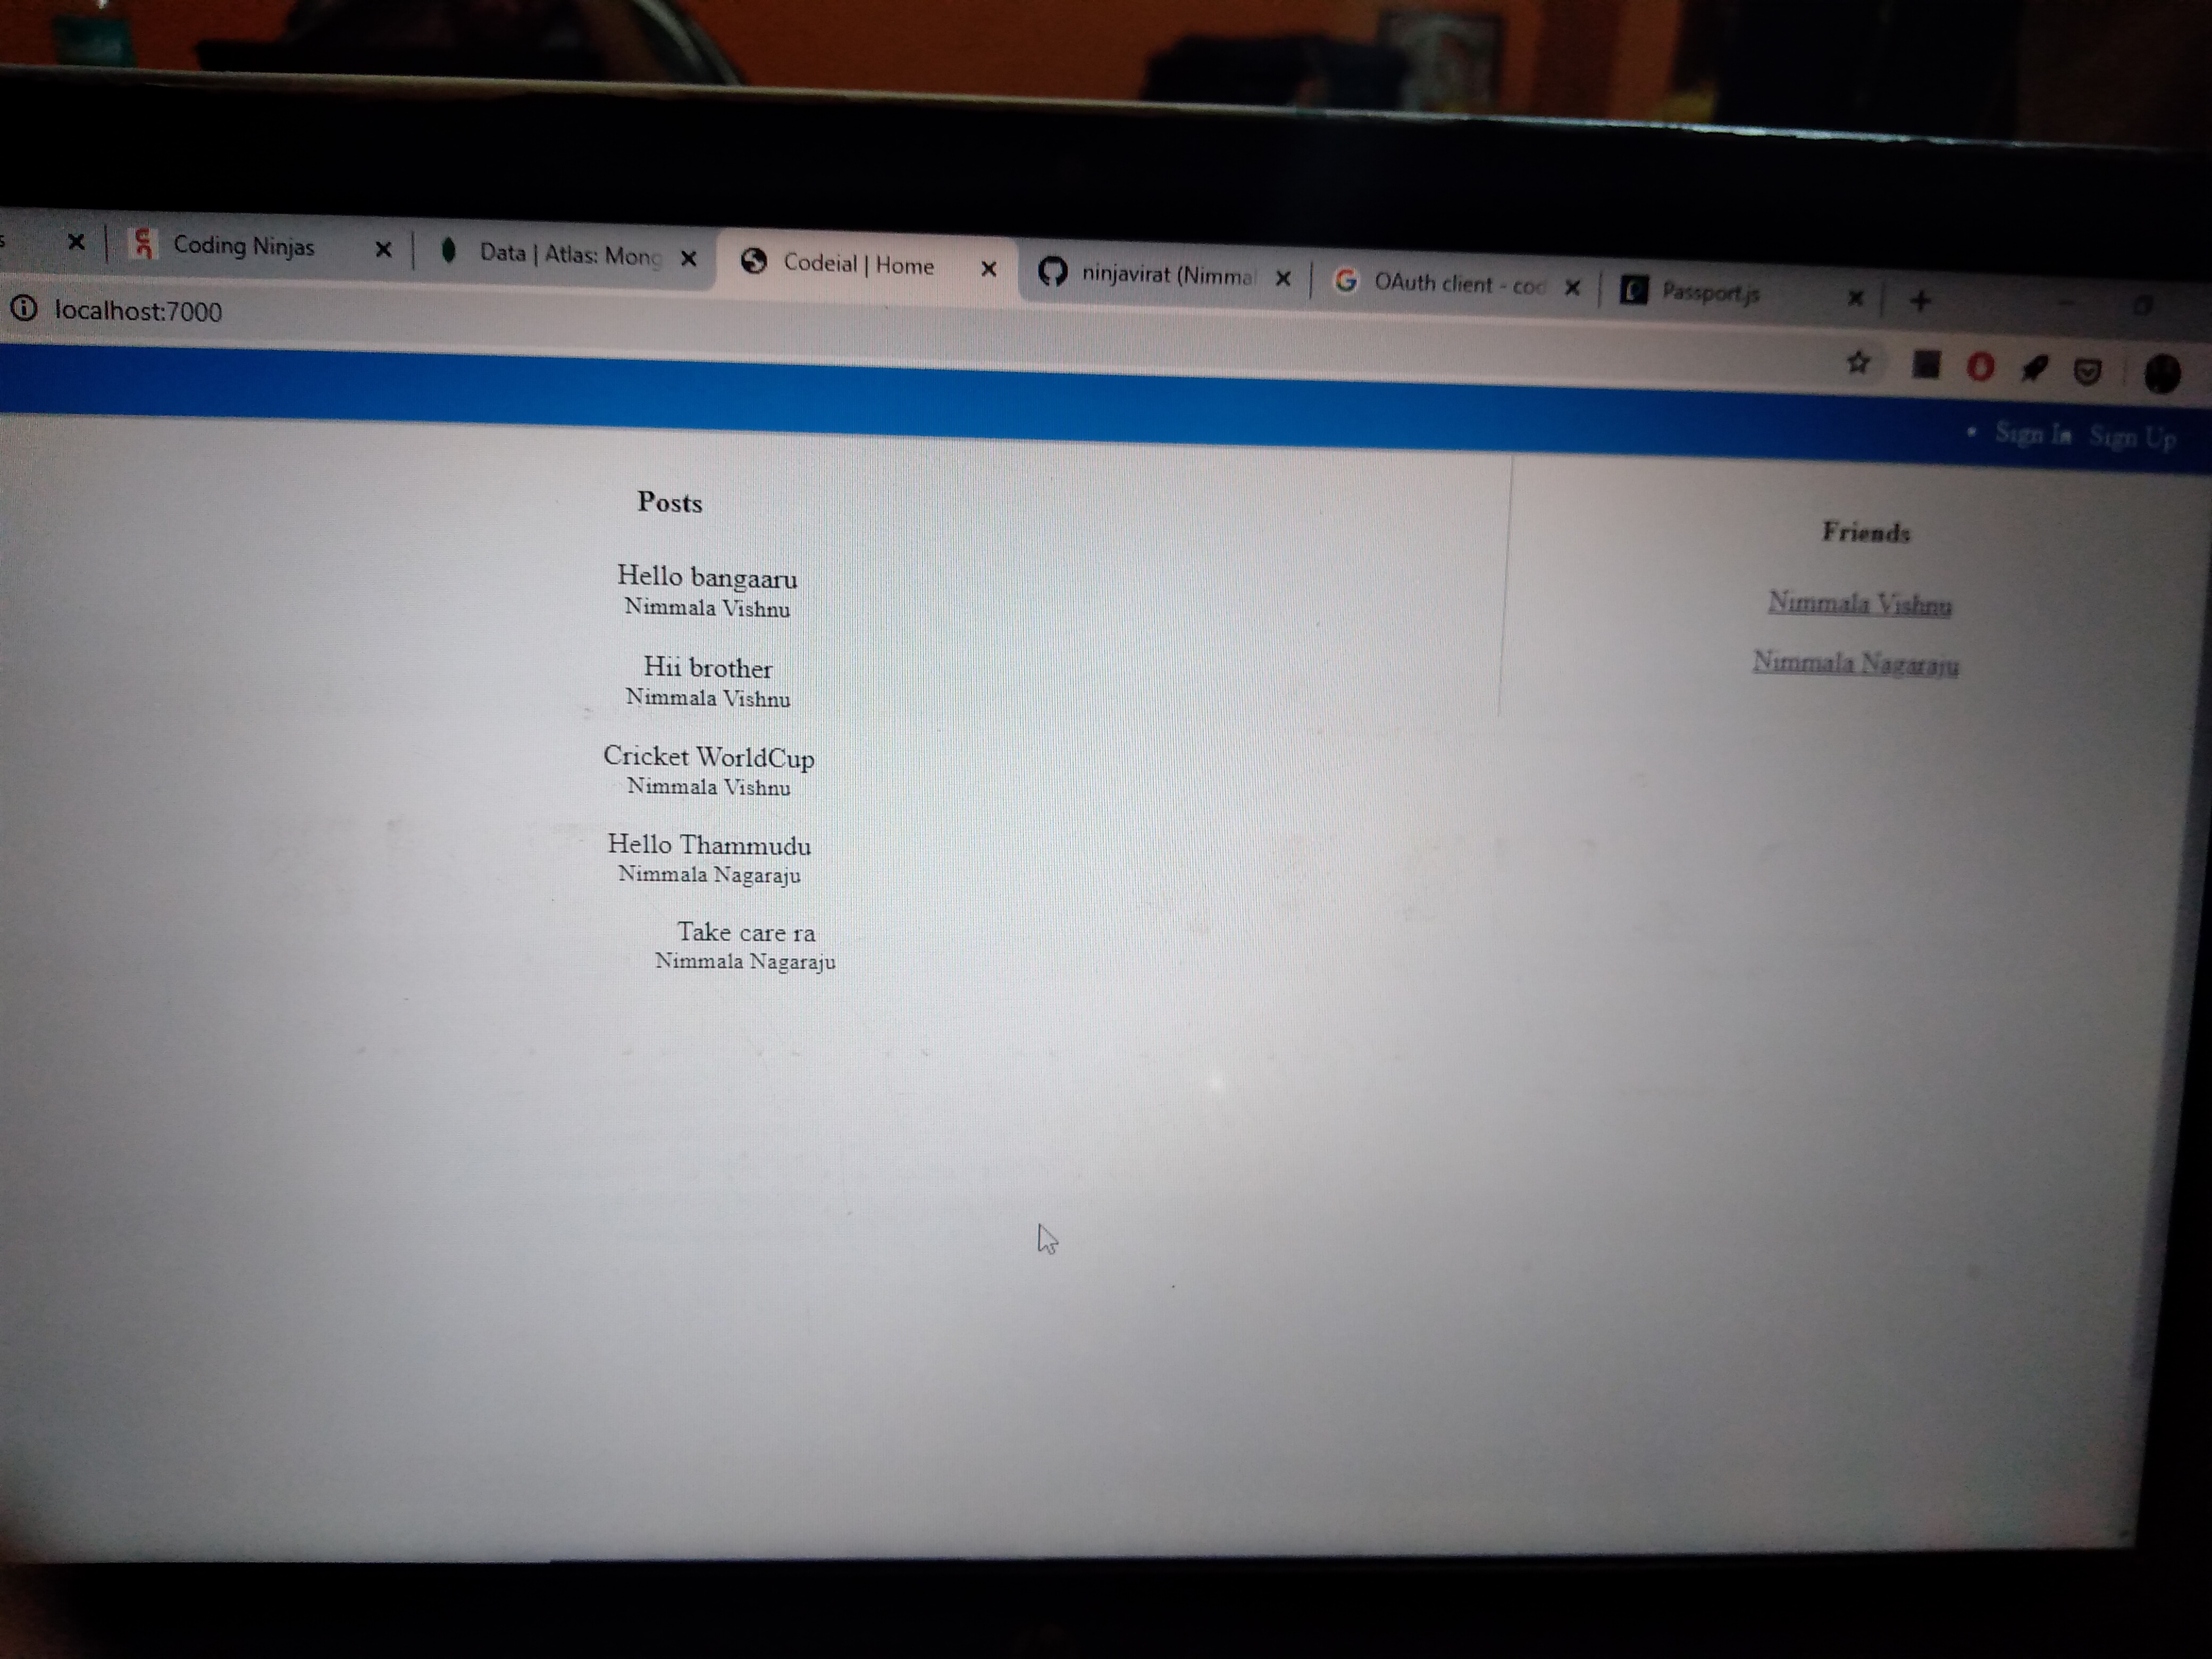 Coding Ninjas
Data | Atlas: Mong
Codeial | Home
ninjavirat (Nimmal
OAuth client - cod
Passport.js
localhost:7000
Sign In Sign Up
Posts
Hello bangaaru
Nimmala Vishnu
Hii brother
Nimmala Vishnu
Cricket WorldCup
Nimmala Vishnu
Hello Thammudu
Nimmala Nagaraju
Take care ra
Nimmala Nagaraju
Friends
Nimmala Vishnu
Nimmala Nagaraju